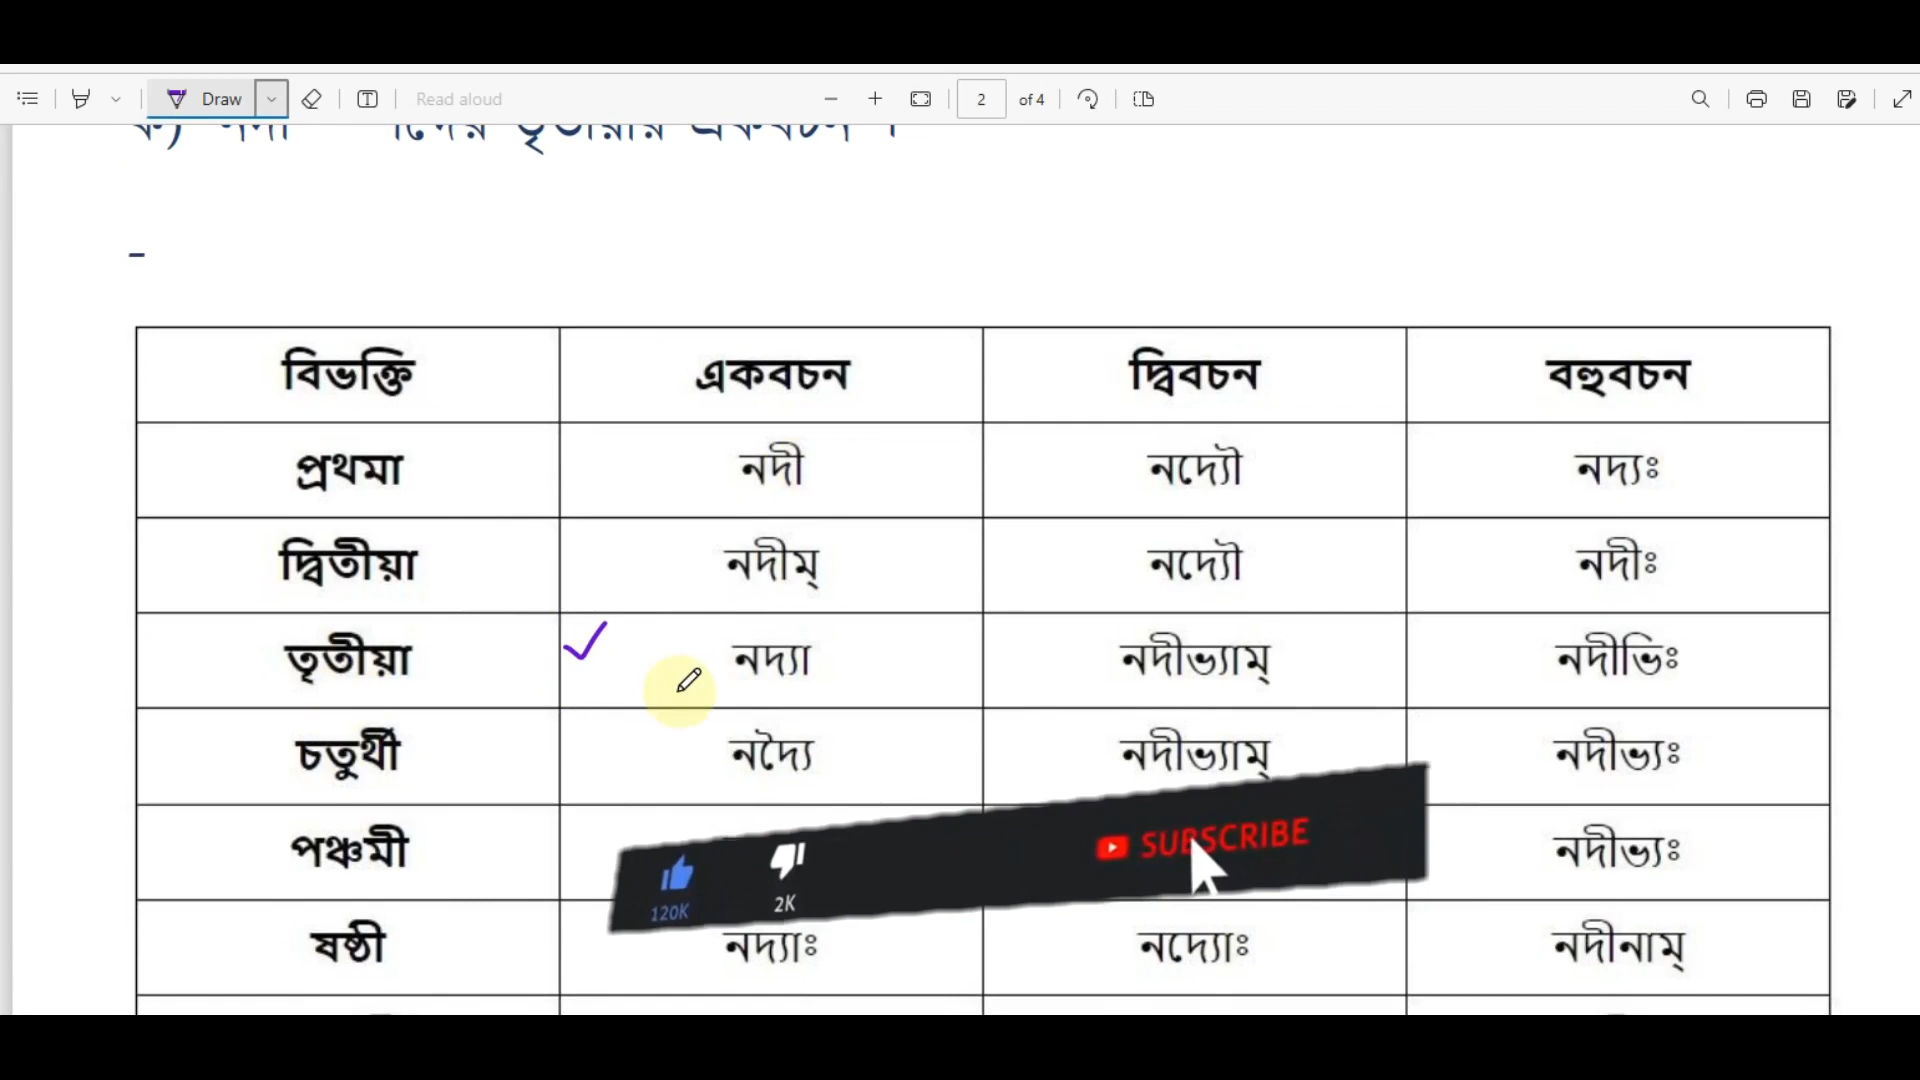 Draw Read aloud 2 of 4
তৃতীয়ার একবচন ।
-
বিভক্তি একবচন দ্বিবচন বহুবচন
প্রথমা নদী নদ্যৌ নদ্যঃ
দ্বিতীয়া নদীম্ নদ্যৌ নদীঃ
তৃতীয়া নদ্যা নদীভ্যাম্ নদীভিঃ
চতুর্থী নদ্যৈ নদীভ্যাম্ নদীভ্যঃ
পঞ্চমী নদীভ্যঃ
SUBSCRIBE
120K 2K
ষষ্ঠী নদ্যাঃ নদ্যোঃ নদীনাম্